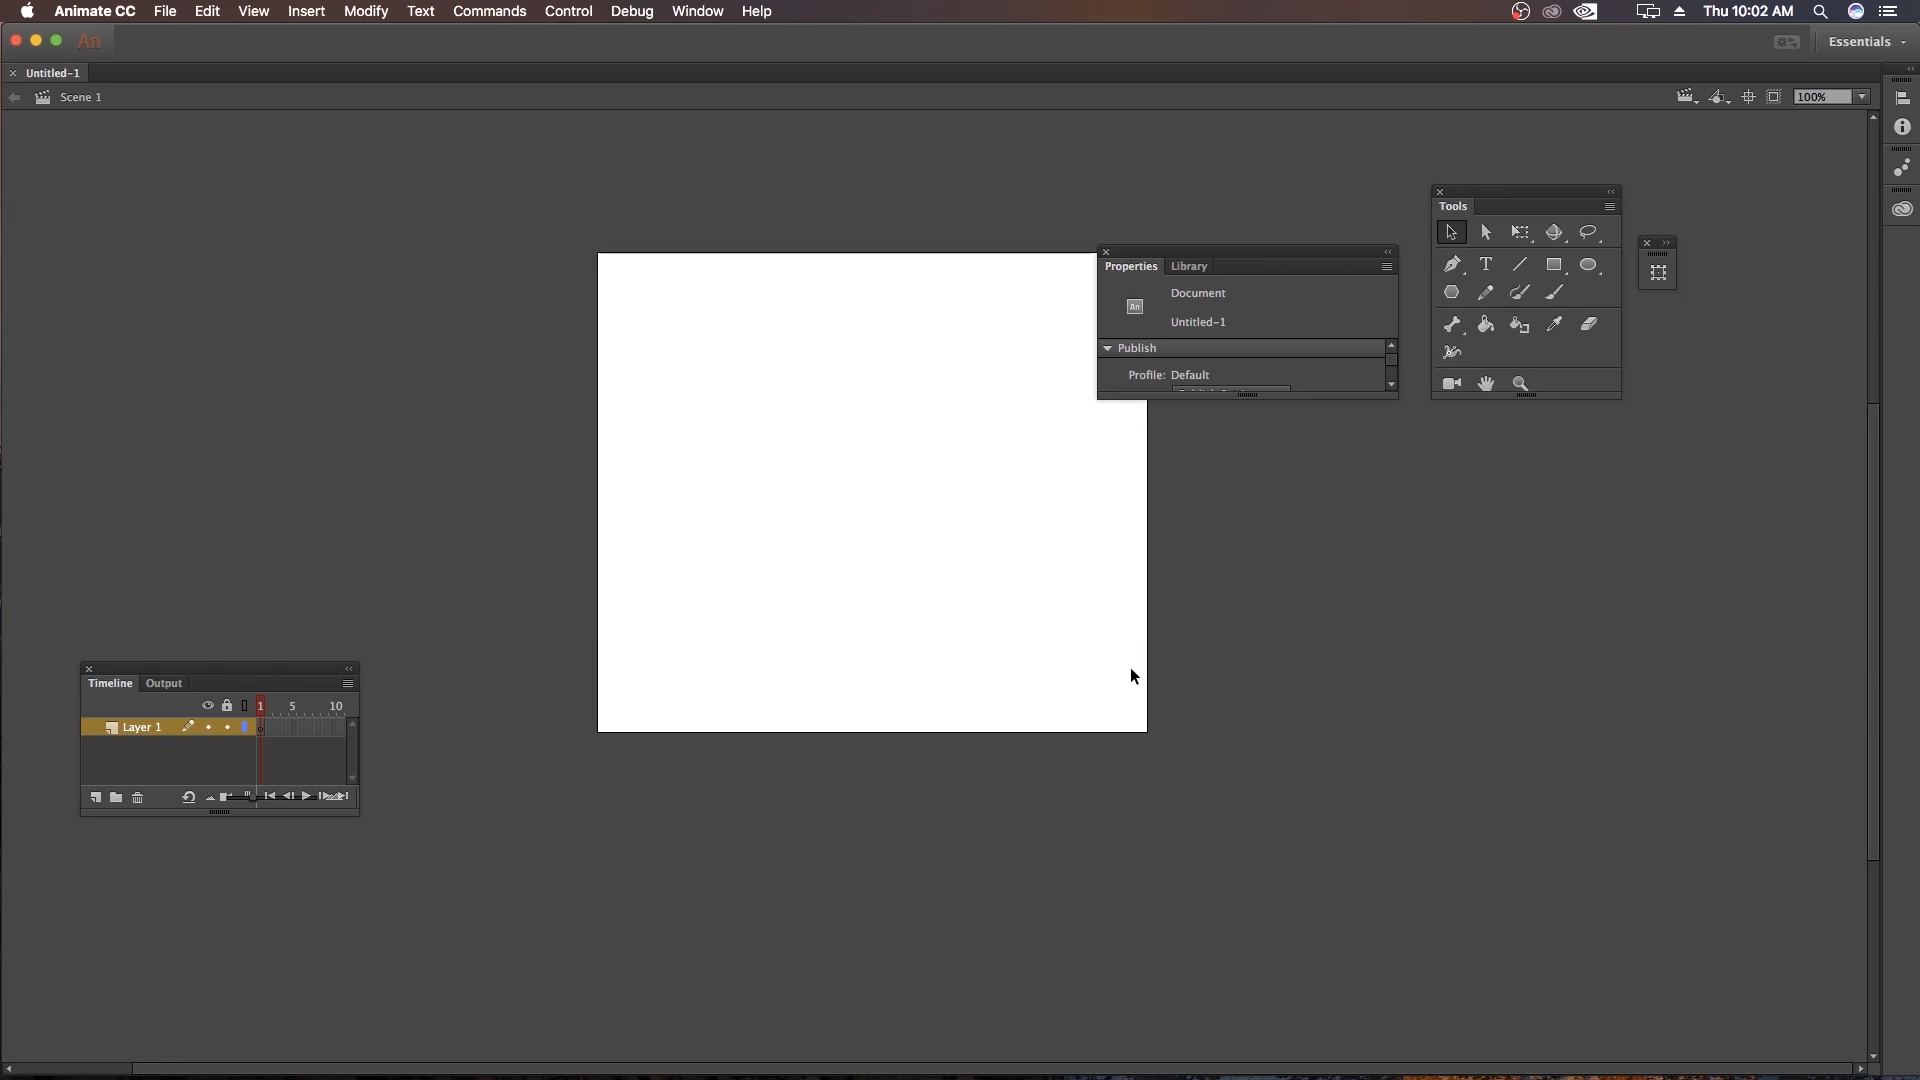 Animate CC File Edit View Insert Modify Text Commands Control Debug Window Help Thu 10:02 AM
An Essentials
Untitled-1
Scene 1 100%
Tools
Properties Library
Document
An
Untitled-1
Publish
Profile: Default
Timeline Output
1 5 10
Layer 1